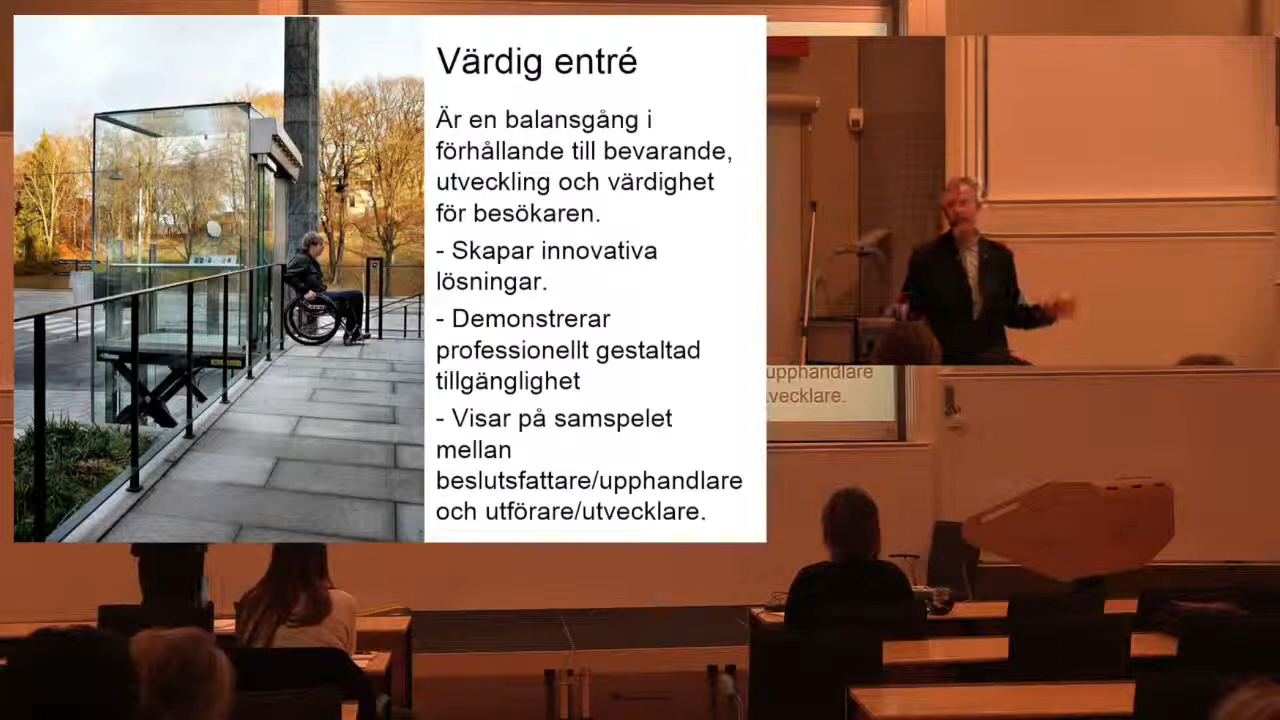 Värdig entré
Är en balansgång i
förhållande till bevarande,
utveckling och värdighet
för besökaren.
- Skapar innovativa
lösningar.
- Demonstrerar
professionellt gestaltad
tillgänglighet
- Visar på samspelet
mellan
beslutsfattare/upphandlare
och utförare/utvecklare.
upphandlare
vecklare.